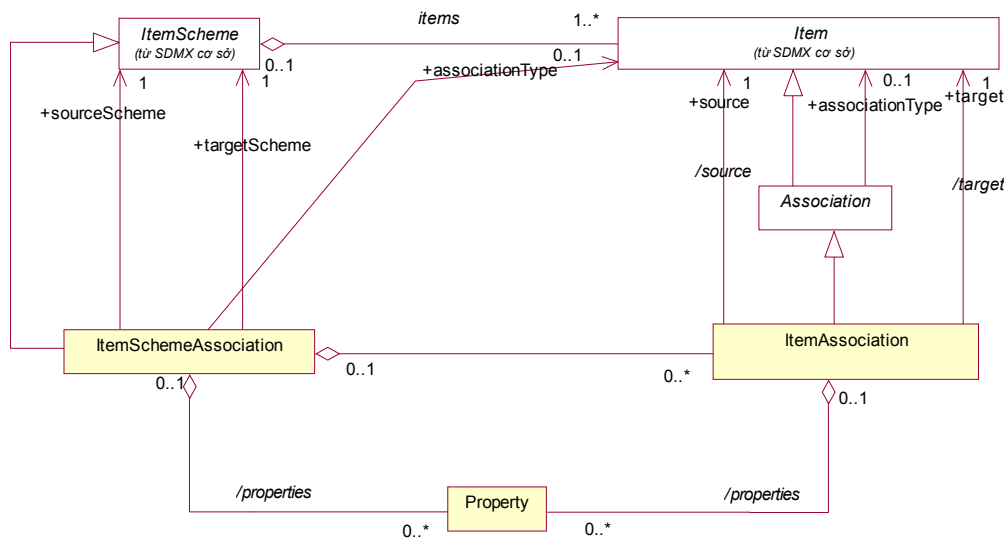 items
ItemScheme
(từ SDMX cơ sở)
1..*
Item
(từ SDMX cơ sở)
0..1
0..1
+associationType
1
1
+source
1
0..1
+associationType
1
+target
+sourceScheme
+targetScheme
/source
/target
Association
ItemSchemeAssociation
ItemAssociation
0..1
0..*
0..1
0..1
/properties
Property
/properties
0..*
0..*